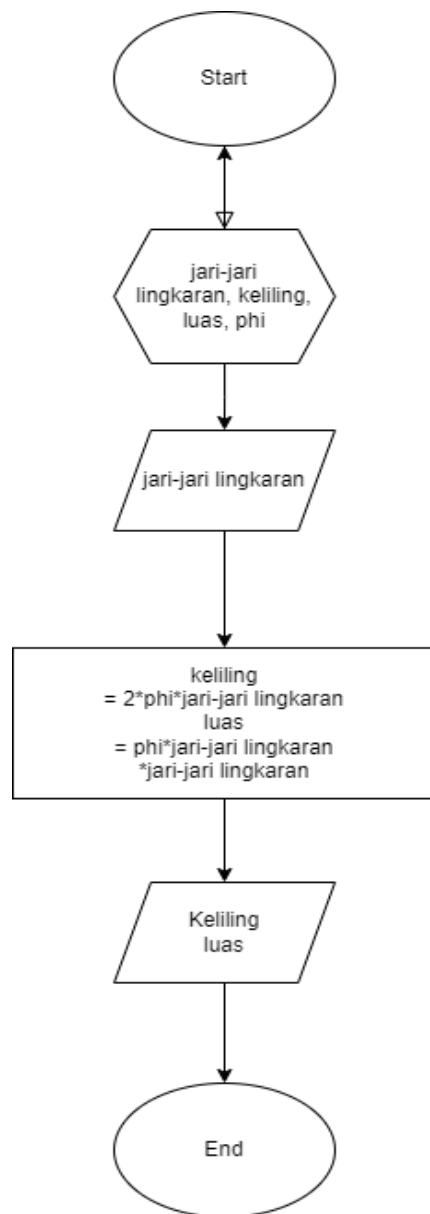 Start
jari-jari
lingkaran, keliling,
luas, phi
jari-jari lingkaran
keliling
= 2*phi*jari-jari lingkaran
luas
= phi*jari-jari lingkaran
*jari-jari lingkaran
Keliling
luas
End